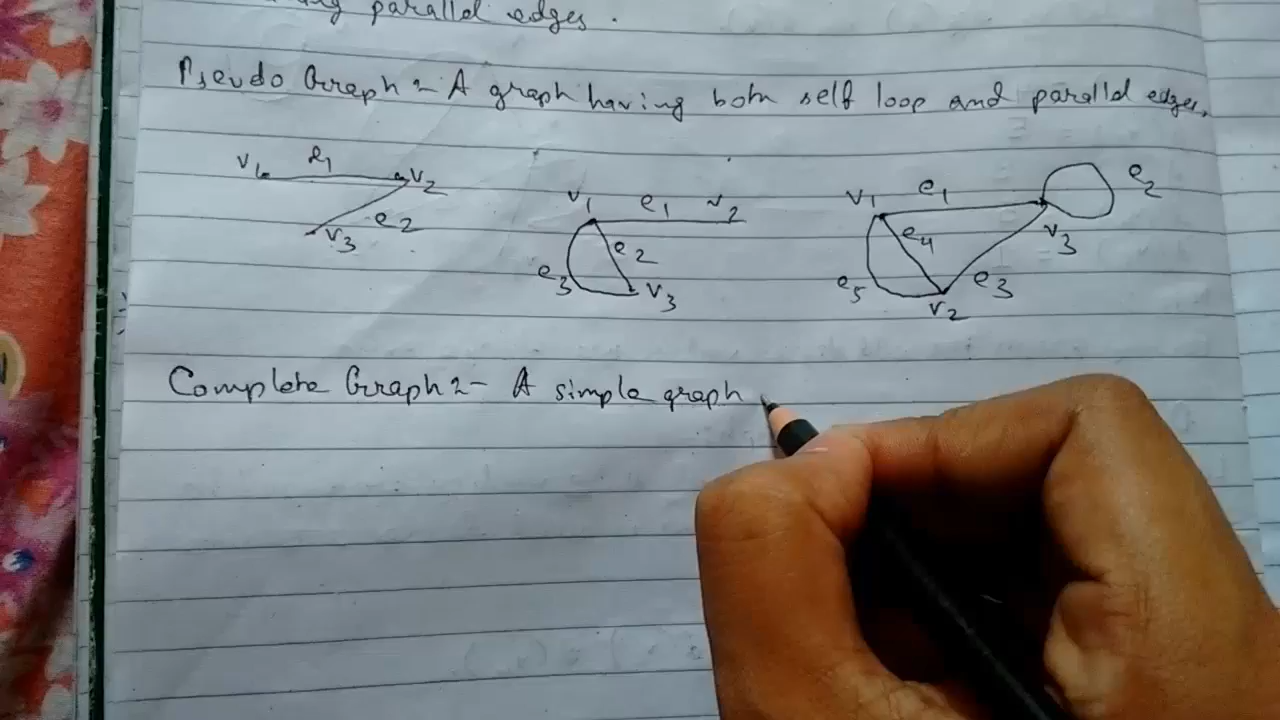 parallel edges.
Pseudo Graph :- A graph having both self loop and parallel edges.
v1 e1 v2
e2
v3
v1 e1 v2
e2
e3 v3
v1 e1 e2
e4 v3
e5 e3
v2
Complete Graph :- A simple graph